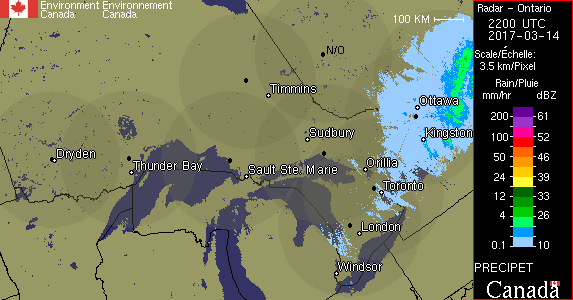 Environment Environnement
Canada Canada
100 KM
N/O
Timmins
Ottawa
Sudbury
Kingston
Dryden
Thunder Bay
Sault Ste. Marie
Orillia
Toronto
London
Windsor
Radar - Ontario
2200 UTC
2017-03-14
Scale/Échelle:
3.5 km/Pixel
Rain/Pluie
mm/hr dBZ
200 61
100 52
50 46
24 39
12 33
4 26
0.1 10
PRECIPET
Canada